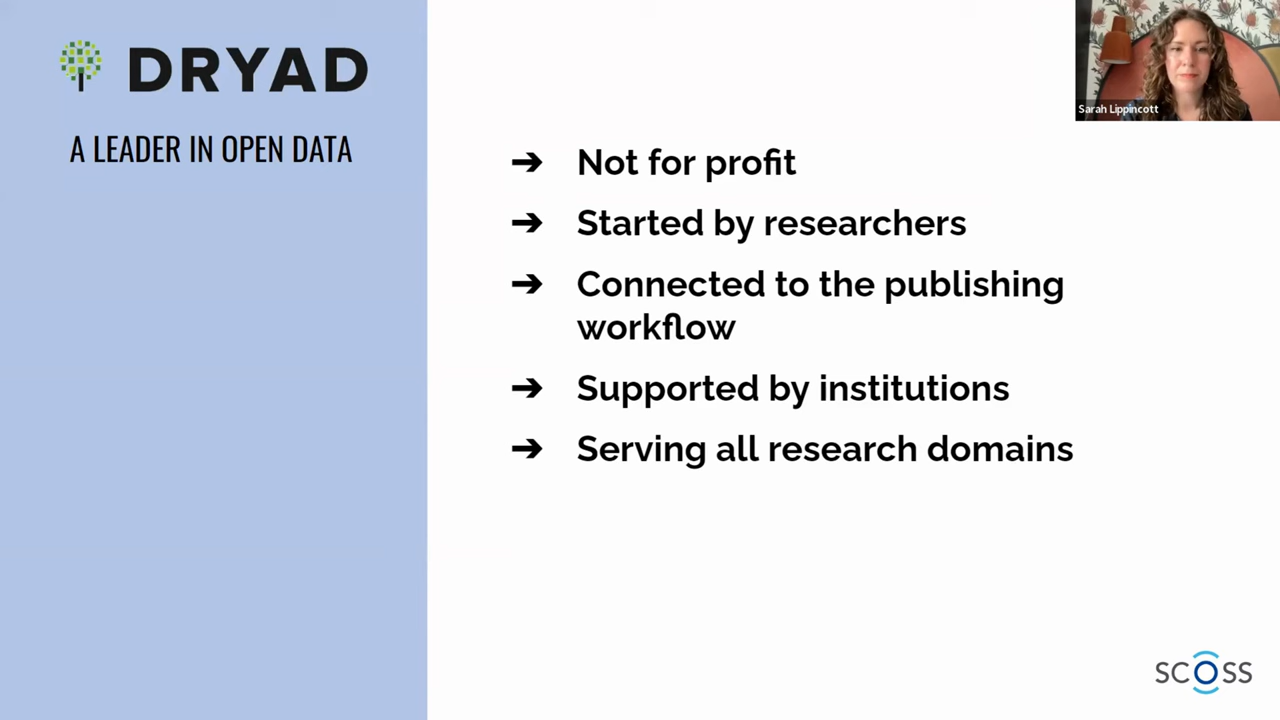 DRYAD
A LEADER IN OPEN DATA
Sarah Lippincott
➔ Not for profit
➔ Started by researchers
➔ Connected to the publishing
workflow
➔ Supported by institutions
➔ Serving all research domains
SCOSS